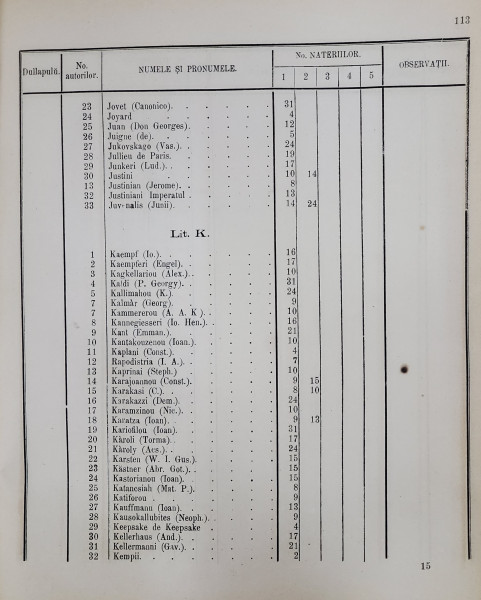 113
Dullapulŭ. No. autorilor. NUMELE ȘI PRONUMELE. No. NATERIILOR. OBSERVAȚII.
1 2 3 4 5
23 Jovet (Canonico). 31
24 Joyard 4
25 Juan (Don Georges). 12
26 Juigne (de). 5
27 Jukovskago (Vas.). 24
28 Jullieu de Paris. 19
29 Junkeri (Lud.). 17
30 Justini 10 14
13 Justinian (Jerome). 8
32 Justiniani Imperatul 13
33 Juvenalis (Junii). 14 24
Lit. K.
1 Kaempf (Io.). 16
2 Kaempferi (Engel). 17
3 Kagkellariou (Alex.). 10
4 Kaldi (P. Georgy). 31
5 Kallimahou (K.). 24
7 Kalmàr (Georg). 9
7 Kammererou (A. A. K). 10
8 Kannegiesseri (Io. Hen.). 16
9 Kant (Emman.). 21
10 Kantakouzenou (Ioan.). 10
11 Kaplani (Const.). 4
12 Rapodistria (I. A.). 7
13 Kaprinai (Steph.) 10
14 Karajoannou (Const.). 9 15
15 Karakasi (C.). 8 10
16 Karakazzi (Dem.). 24
17 Karamzinou (Nic.). 10
18 Karatza (Ioan). 9 13
19 Kariofilou (Ioan). 31
20 Kàroli (Torma). 17
21 Kàroly (Acs.). 24
22 Karsten (W. I. Gus.). 15
23 Kästner (Abr. Got.). 15
24 Kastorianou (Ioan). 15
25 Katanesiah (Mat. P.). 8
26 Katiforou 9
27 Kauffmann (Ioan). 13
28 Kausokallubites (Neoph.). 9
29 Keepsake de Keepsake 4
30 Kellerhaus (And.). 17
31 Kellermanni (Gav.). 21
32 Kempii. 2
15